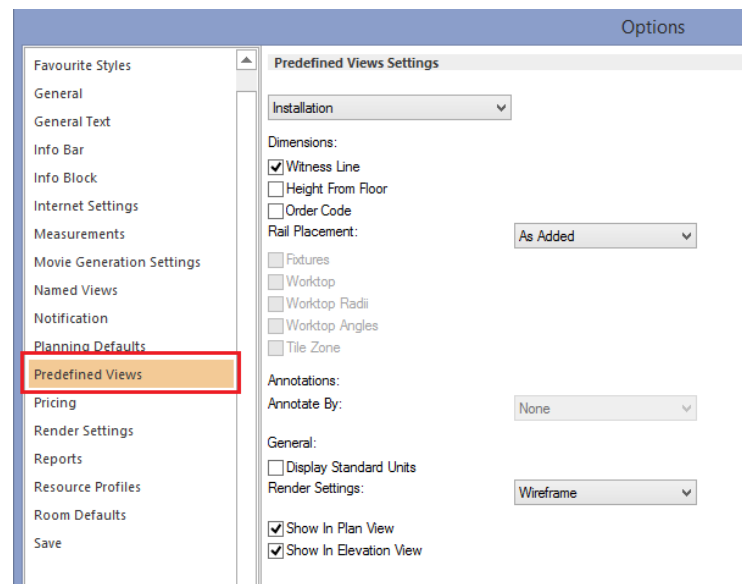 Options
Favourite Styles
General
General Text
Info Bar
Info Block
Internet Settings
Measurements
Movie Generation Settings
Named Views
Notification
Planning Defaults
Predefined Views
Pricing
Render Settings
Reports
Resource Profiles
Room Defaults
Save
Predefined Views Settings
Installation
Dimensions:
Witness Line
Height From Floor
Order Code
Rail Placement: As Added
Fixtures
Worktop
Worktop Radii
Worktop Angles
Tile Zone
Annotations:
Annotate By: None
General:
Display Standard Units
Render Settings: Wireframe
Show In Plan View
Show In Elevation View